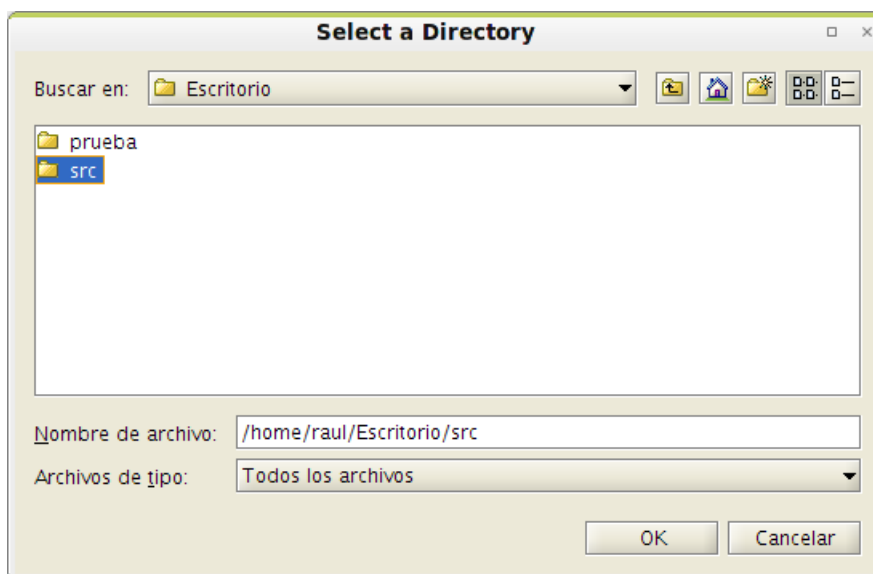 Select a Directory
Buscar en: Escritorio
prueba
src
Nombre de archivo: /home/raul/Escritorio/src
Archivos de tipo: Todos los archivos
OK Cancelar